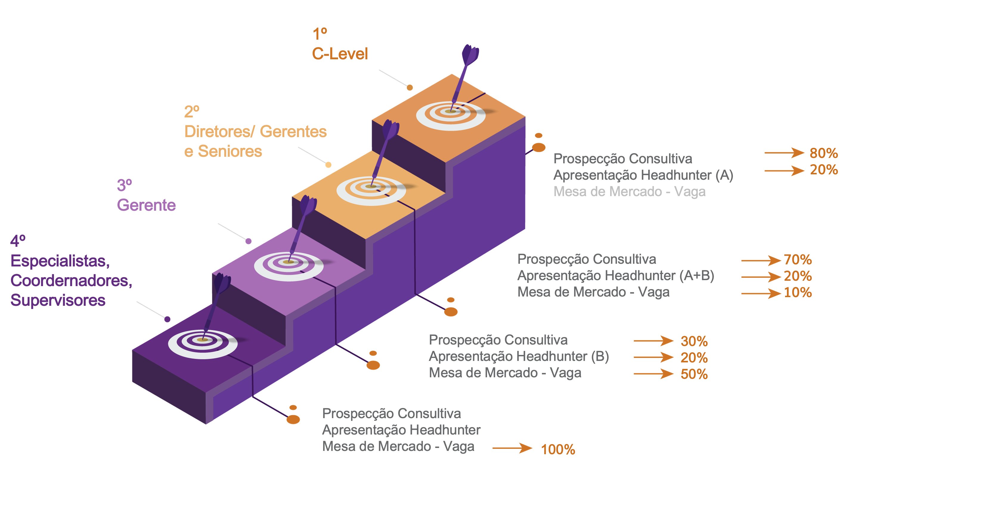 1º
C-Level
2º
Diretores/ Gerentes
e Seniores
3º
Gerente
4º
Especialistas,
Coordernadores,
Supervisores
Prospecção Consultiva 80%
Apresentação Headhunter (A) 20%
Mesa de Mercado - Vaga
Prospecção Consultiva 70%
Apresentação Headhunter (A+B) 20%
Mesa de Mercado - Vaga 10%
Prospecção Consultiva 30%
Apresentação Headhunter (B) 20%
Mesa de Mercado - Vaga 50%
Prospecção Consultiva
Apresentação Headhunter
Mesa de Mercado - Vaga 100%